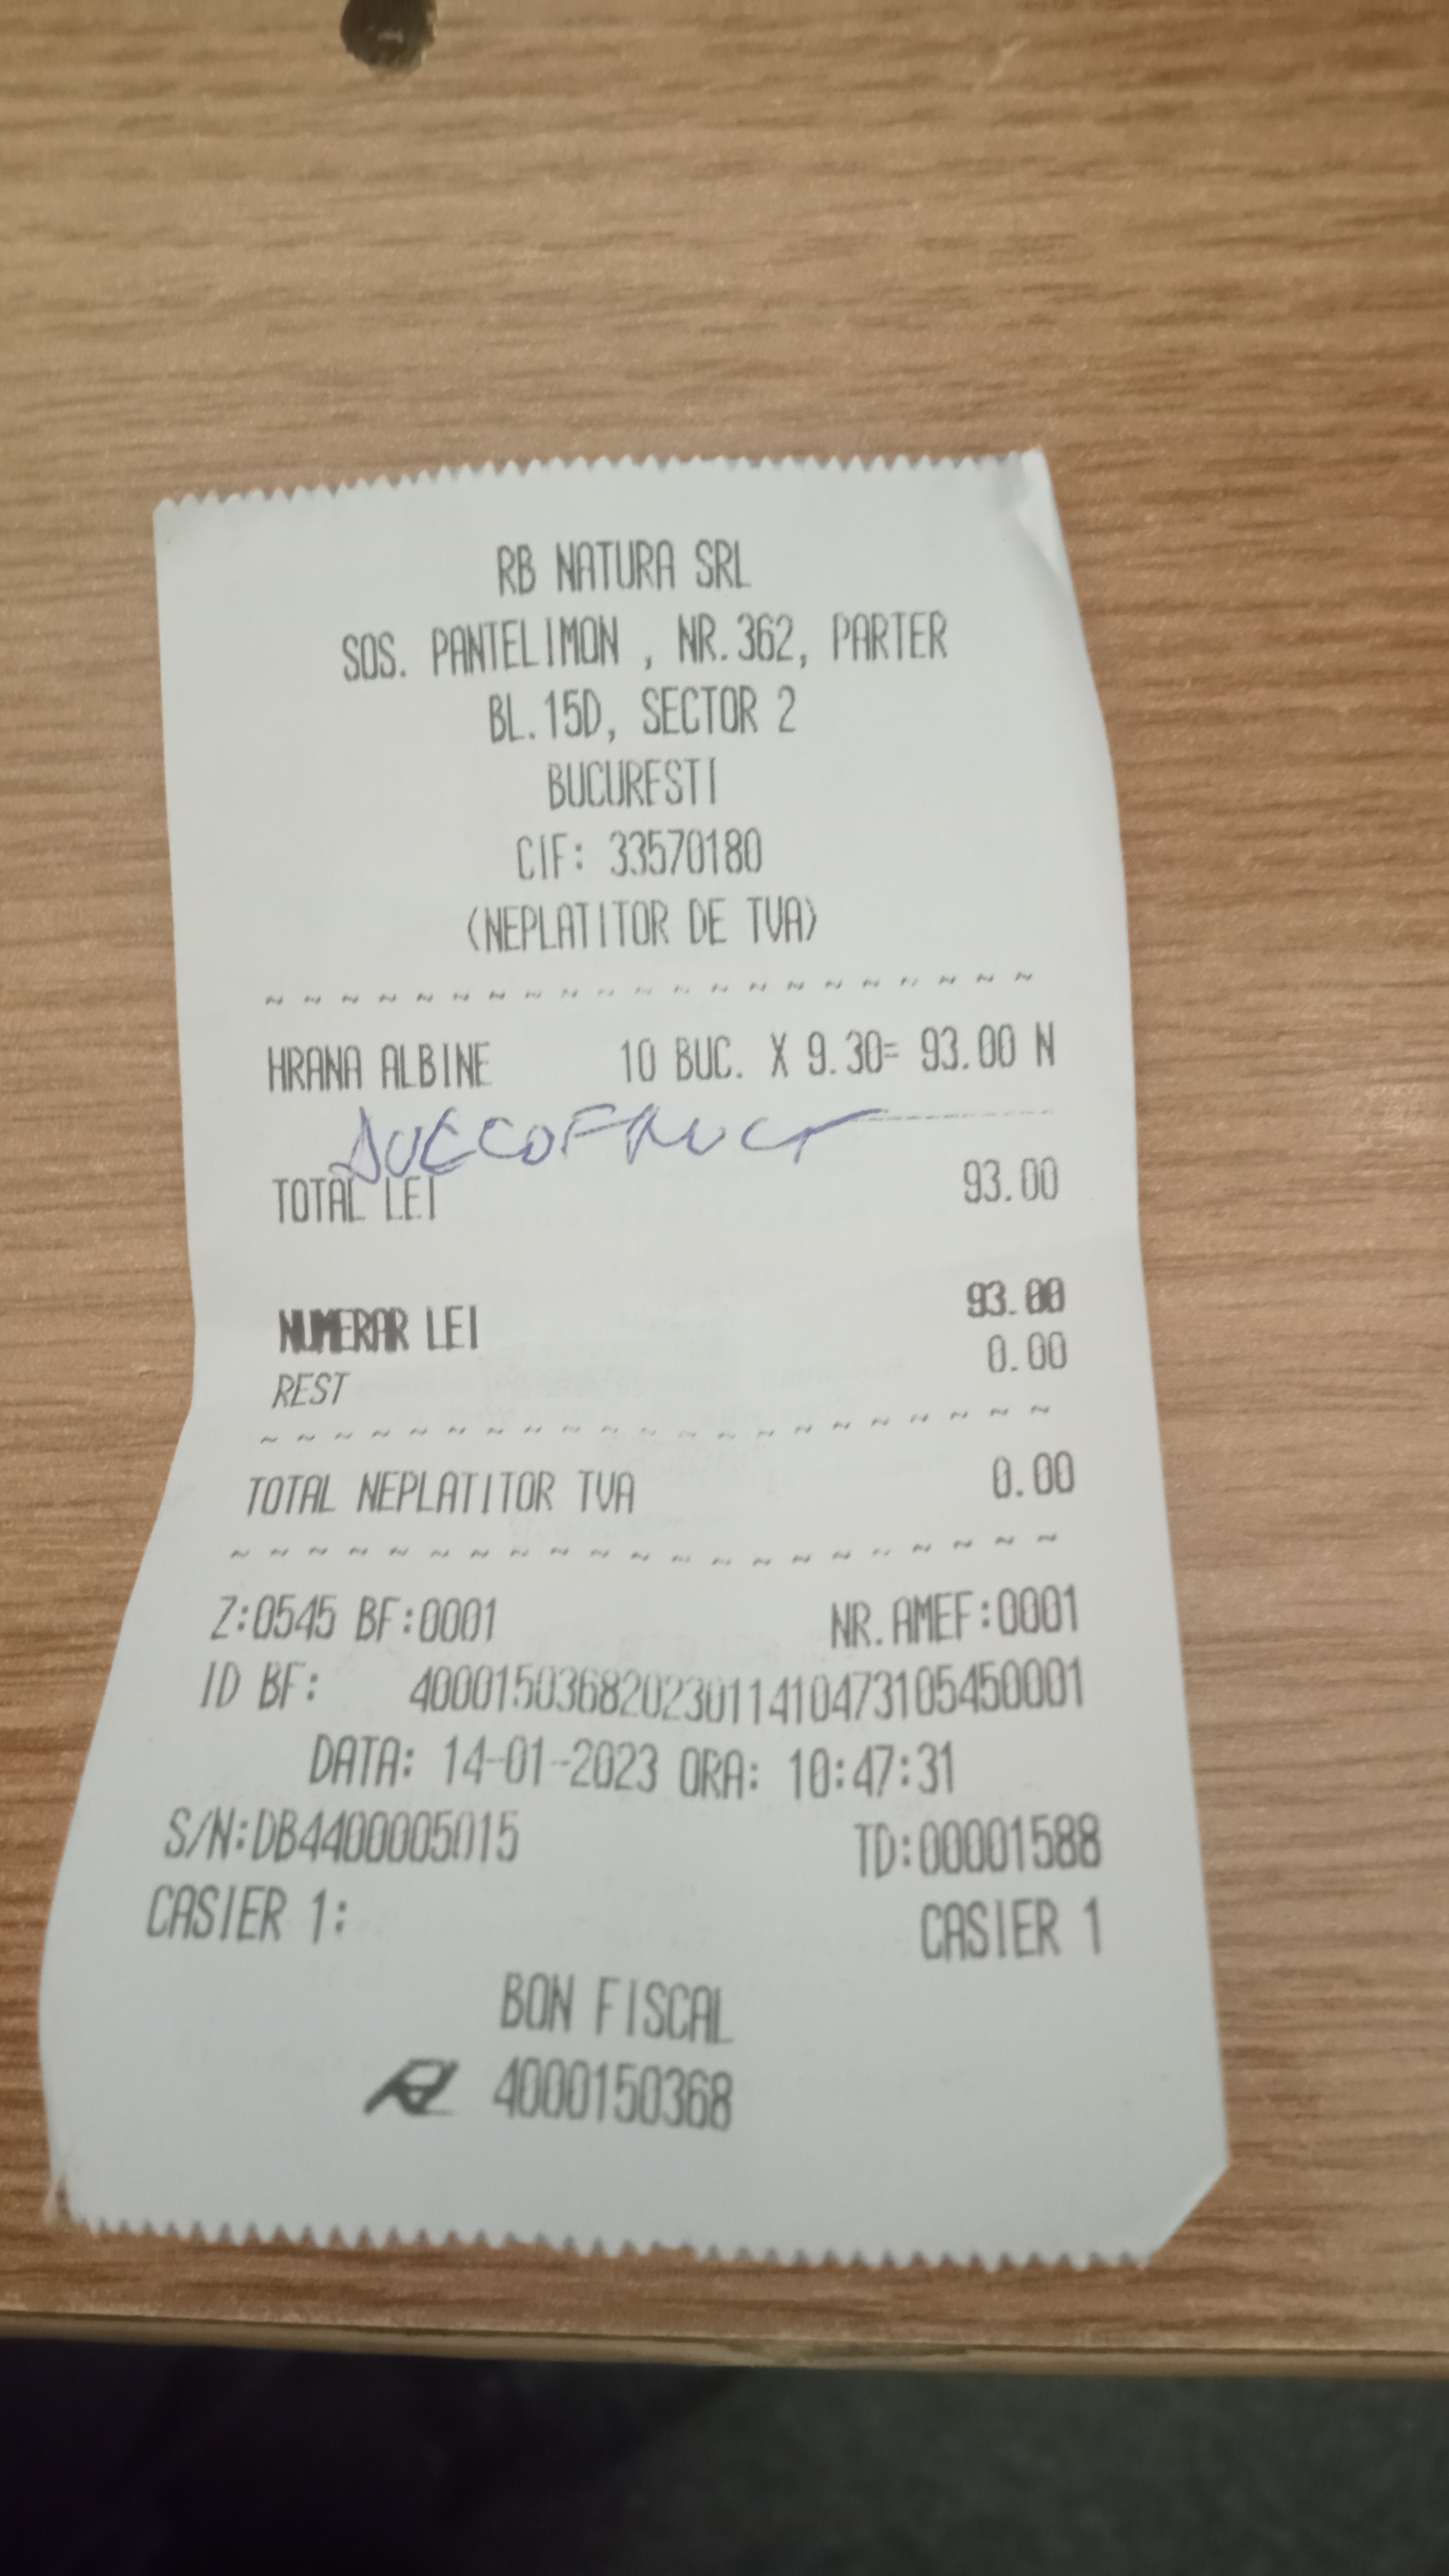 RB NATURA SRL
SOS. PANTELIMON , NR.362, PARTER
BL.15D, SECTOR 2
BUCURESTI
CIF: 33570180
(NEPLATITOR DE TVA)
~ ~ ~ ~ ~ ~ ~ ~ ~ ~ ~ ~ ~ ~ ~ ~ ~ ~ ~ ~ ~
HRANA ALBINE 10 BUC. X 9.30= 93.00 N
TOTAL LEI 93.00
NUMERAR LEI 93.00
REST 0.00
~ ~ ~ ~ ~ ~ ~ ~ ~ ~ ~ ~ ~ ~ ~ ~ ~ ~ ~ ~ ~ ~
TOTAL NEPLATITOR TVA 0.00
~ ~ ~ ~ ~ ~ ~ ~ ~ ~ ~ ~ ~ ~ ~ ~ ~ ~ ~ ~ ~
Z:0545 BF:0001 NR.AMEF:0001
ID BF: 40001503682023011410473105450001
DATA: 14-01-2023 ORA: 10:47:31
S/N:DB4400005015 TD:00001588
CASIER 1: CASIER 1
BON FISCAL
4000150368